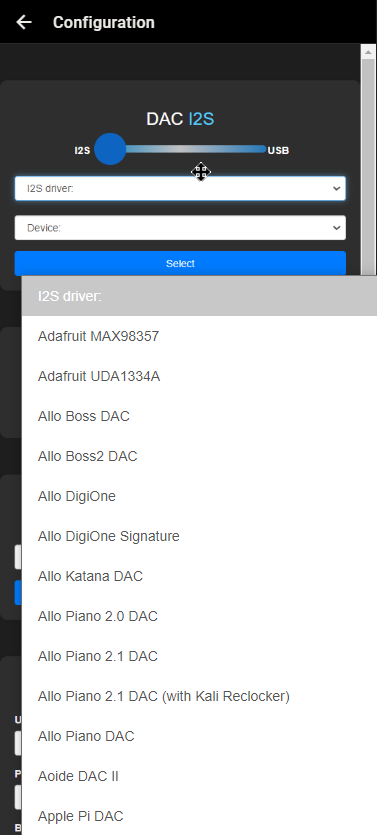 Configuration
DAC I2S
I2S USB
I2S driver:
Device:
Select
I2S driver:
Adafruit MAX98357
Adafruit UDA1334A
Allo Boss DAC
Allo Boss2 DAC
Allo DigiOne
Allo DigiOne Signature
Allo Katana DAC
Allo Piano 2.0 DAC
Allo Piano 2.1 DAC
Allo Piano 2.1 DAC (with Kali Reclocker)
U
Allo Piano DAC
P
Aoide DAC II
Apple Pi DAC
B